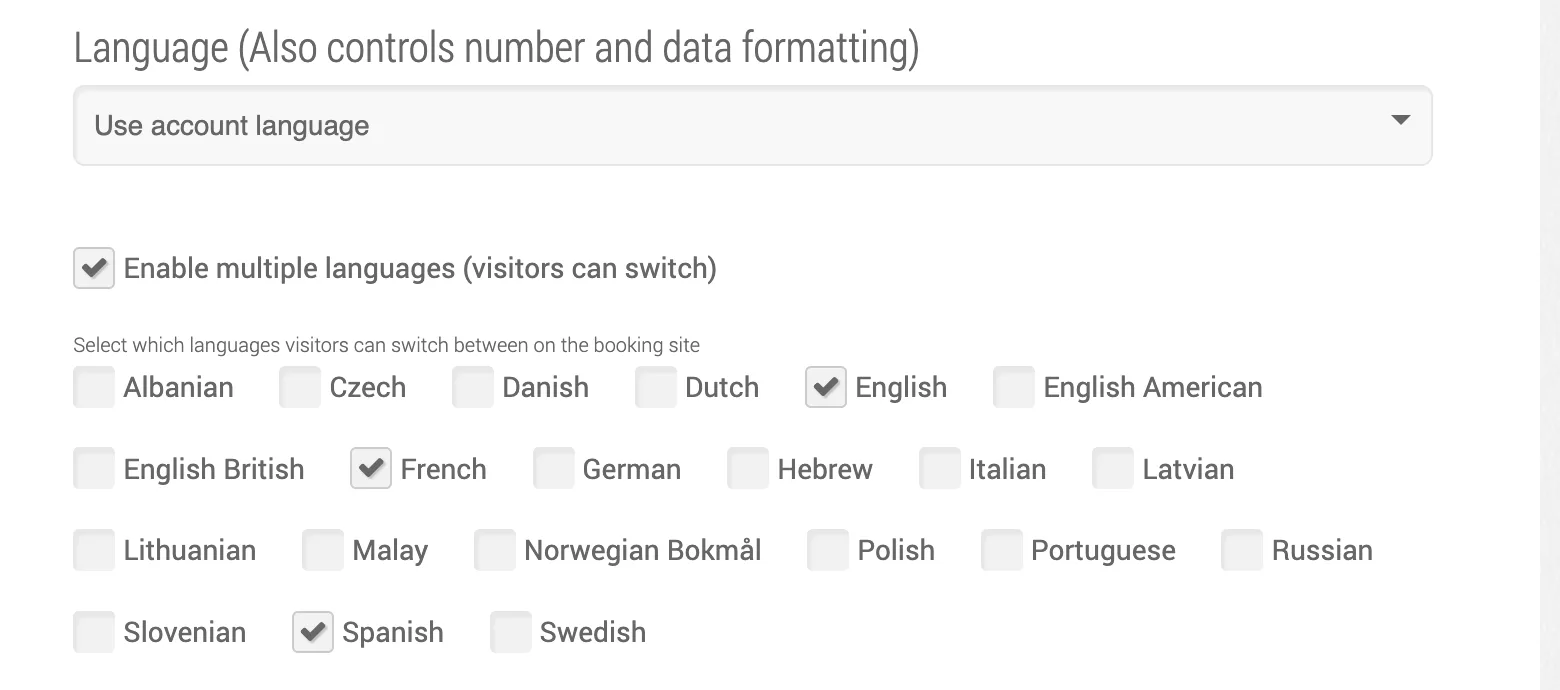 Language (Also controls number and data formatting)
Use account language
Enable multiple languages (visitors can switch)
Select which languages visitors can switch between on the booking site
Albanian Czech Danish Dutch English English American
English British French German Hebrew Italian Latvian
Lithuanian Malay Norwegian Bokmål Polish Portuguese Russian
Slovenian Spanish Swedish